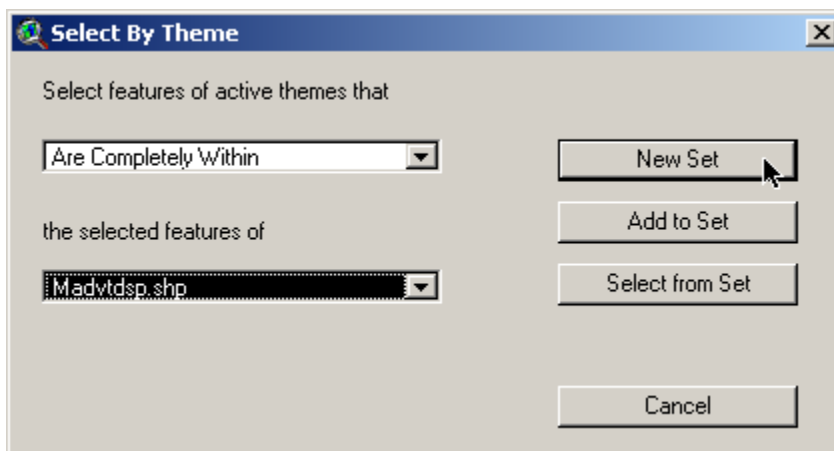 Select By Theme
Select features of active themes that
Are Completely Within
New Set
the selected features of
Add to Set
Madvtdsp.shp
Select from Set
Cancel